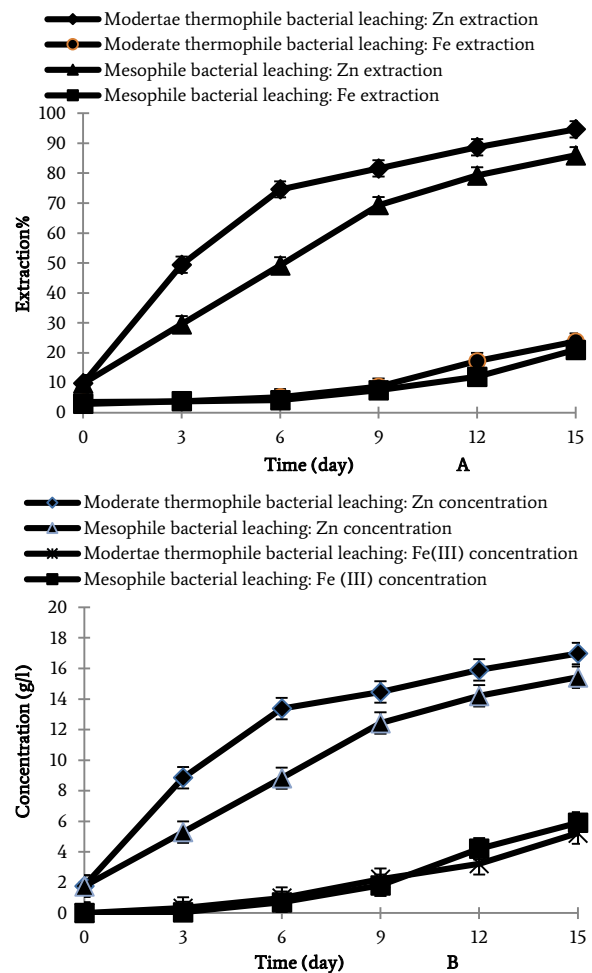 Modertae thermophile bacterial leaching: Zn extraction
Moderate thermophile bacterial leaching: Fe extraction
Mesophile bacterial leaching: Zn extraction
Mesophile bacterial leaching: Fe extraction
100
90
80
70
60
50
40
30
20
10
0
Extraction%
0 3 6 9 12 15
Time (day) A
Moderate thermophile bacterial leaching: Zn concentration
Mesophile bacterial leaching: Zn concentration
Modertae thermophile bacterial leaching: Fe(III) concentration
Mesophile bacterial leaching: Fe (III) concentration
20
18
16
14
12
10
8
6
4
2
0
Concentration (g/l)
0 3 6 9 12 15
Time (day) B